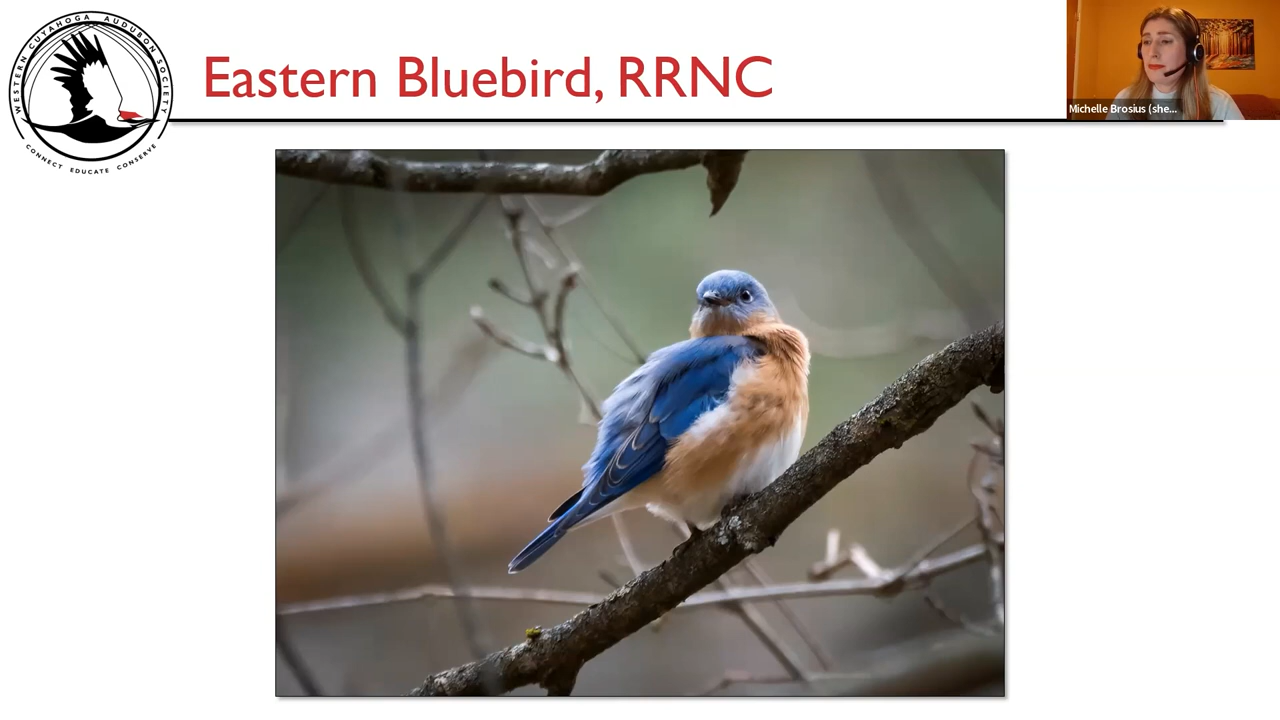 WESTERN CUYAHOGA AUDUBON SOCIETY
CONNECT EDUCATE CONSERVE
Eastern Bluebird, RRNC
Michelle Brosius (she...